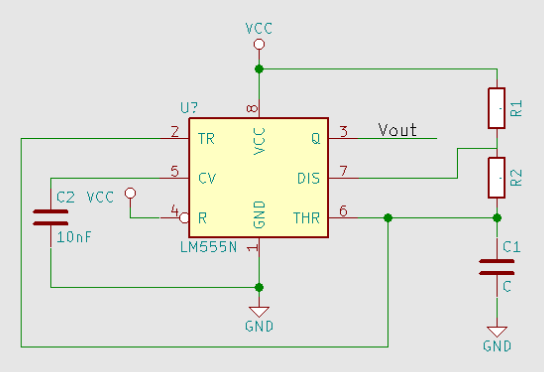 VCC
U?
8
R1
2 TR VCC Q 3 Vout
5 CV DIS 7
R2
C2 VCC
4 R GND THR 6
10nF
LM555N 1
C1
C
GND
GND